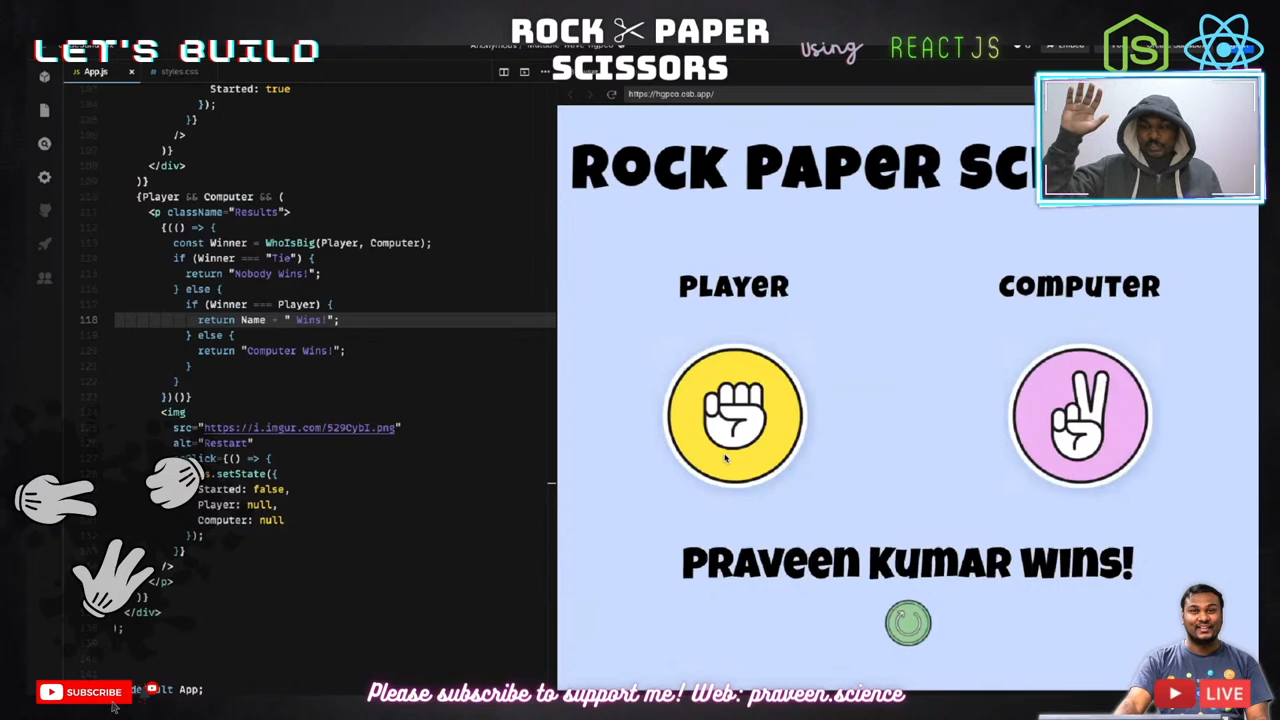 LET'S BUILD
ROCK PAPER
SCISSORS
using
REACTJS
JS
App.js
styles.css
https://hgpco.csb.app/
Started: true
});
}}
/>
)}
</div>
)}
{Player && Computer && (
<p className="Results">
{(() => {
const Winner = WhoIsBig(Player, Computer);
if (Winner === "Tie") {
return "Nobody Wins!";
} else {
if (Winner === Player) {
118 return Name + " Wins!";
} else {
return "Computer Wins!";
}
}
})()}
<img
src="https://i.imgur.com/529CybI.png"
alt="Restart"
Click={() => {
s.setState({
Started: false,
Player: null,
Computer: null
});
}}
/>
</p>
)}
</div>
);
App;
ROCK PAPER SC
PLAYER
COMPUTER
PRAVEEN KUMAR WINS!
SUBSCRIBE
Please subscribe to support me! Web: praveen.science
LIVE